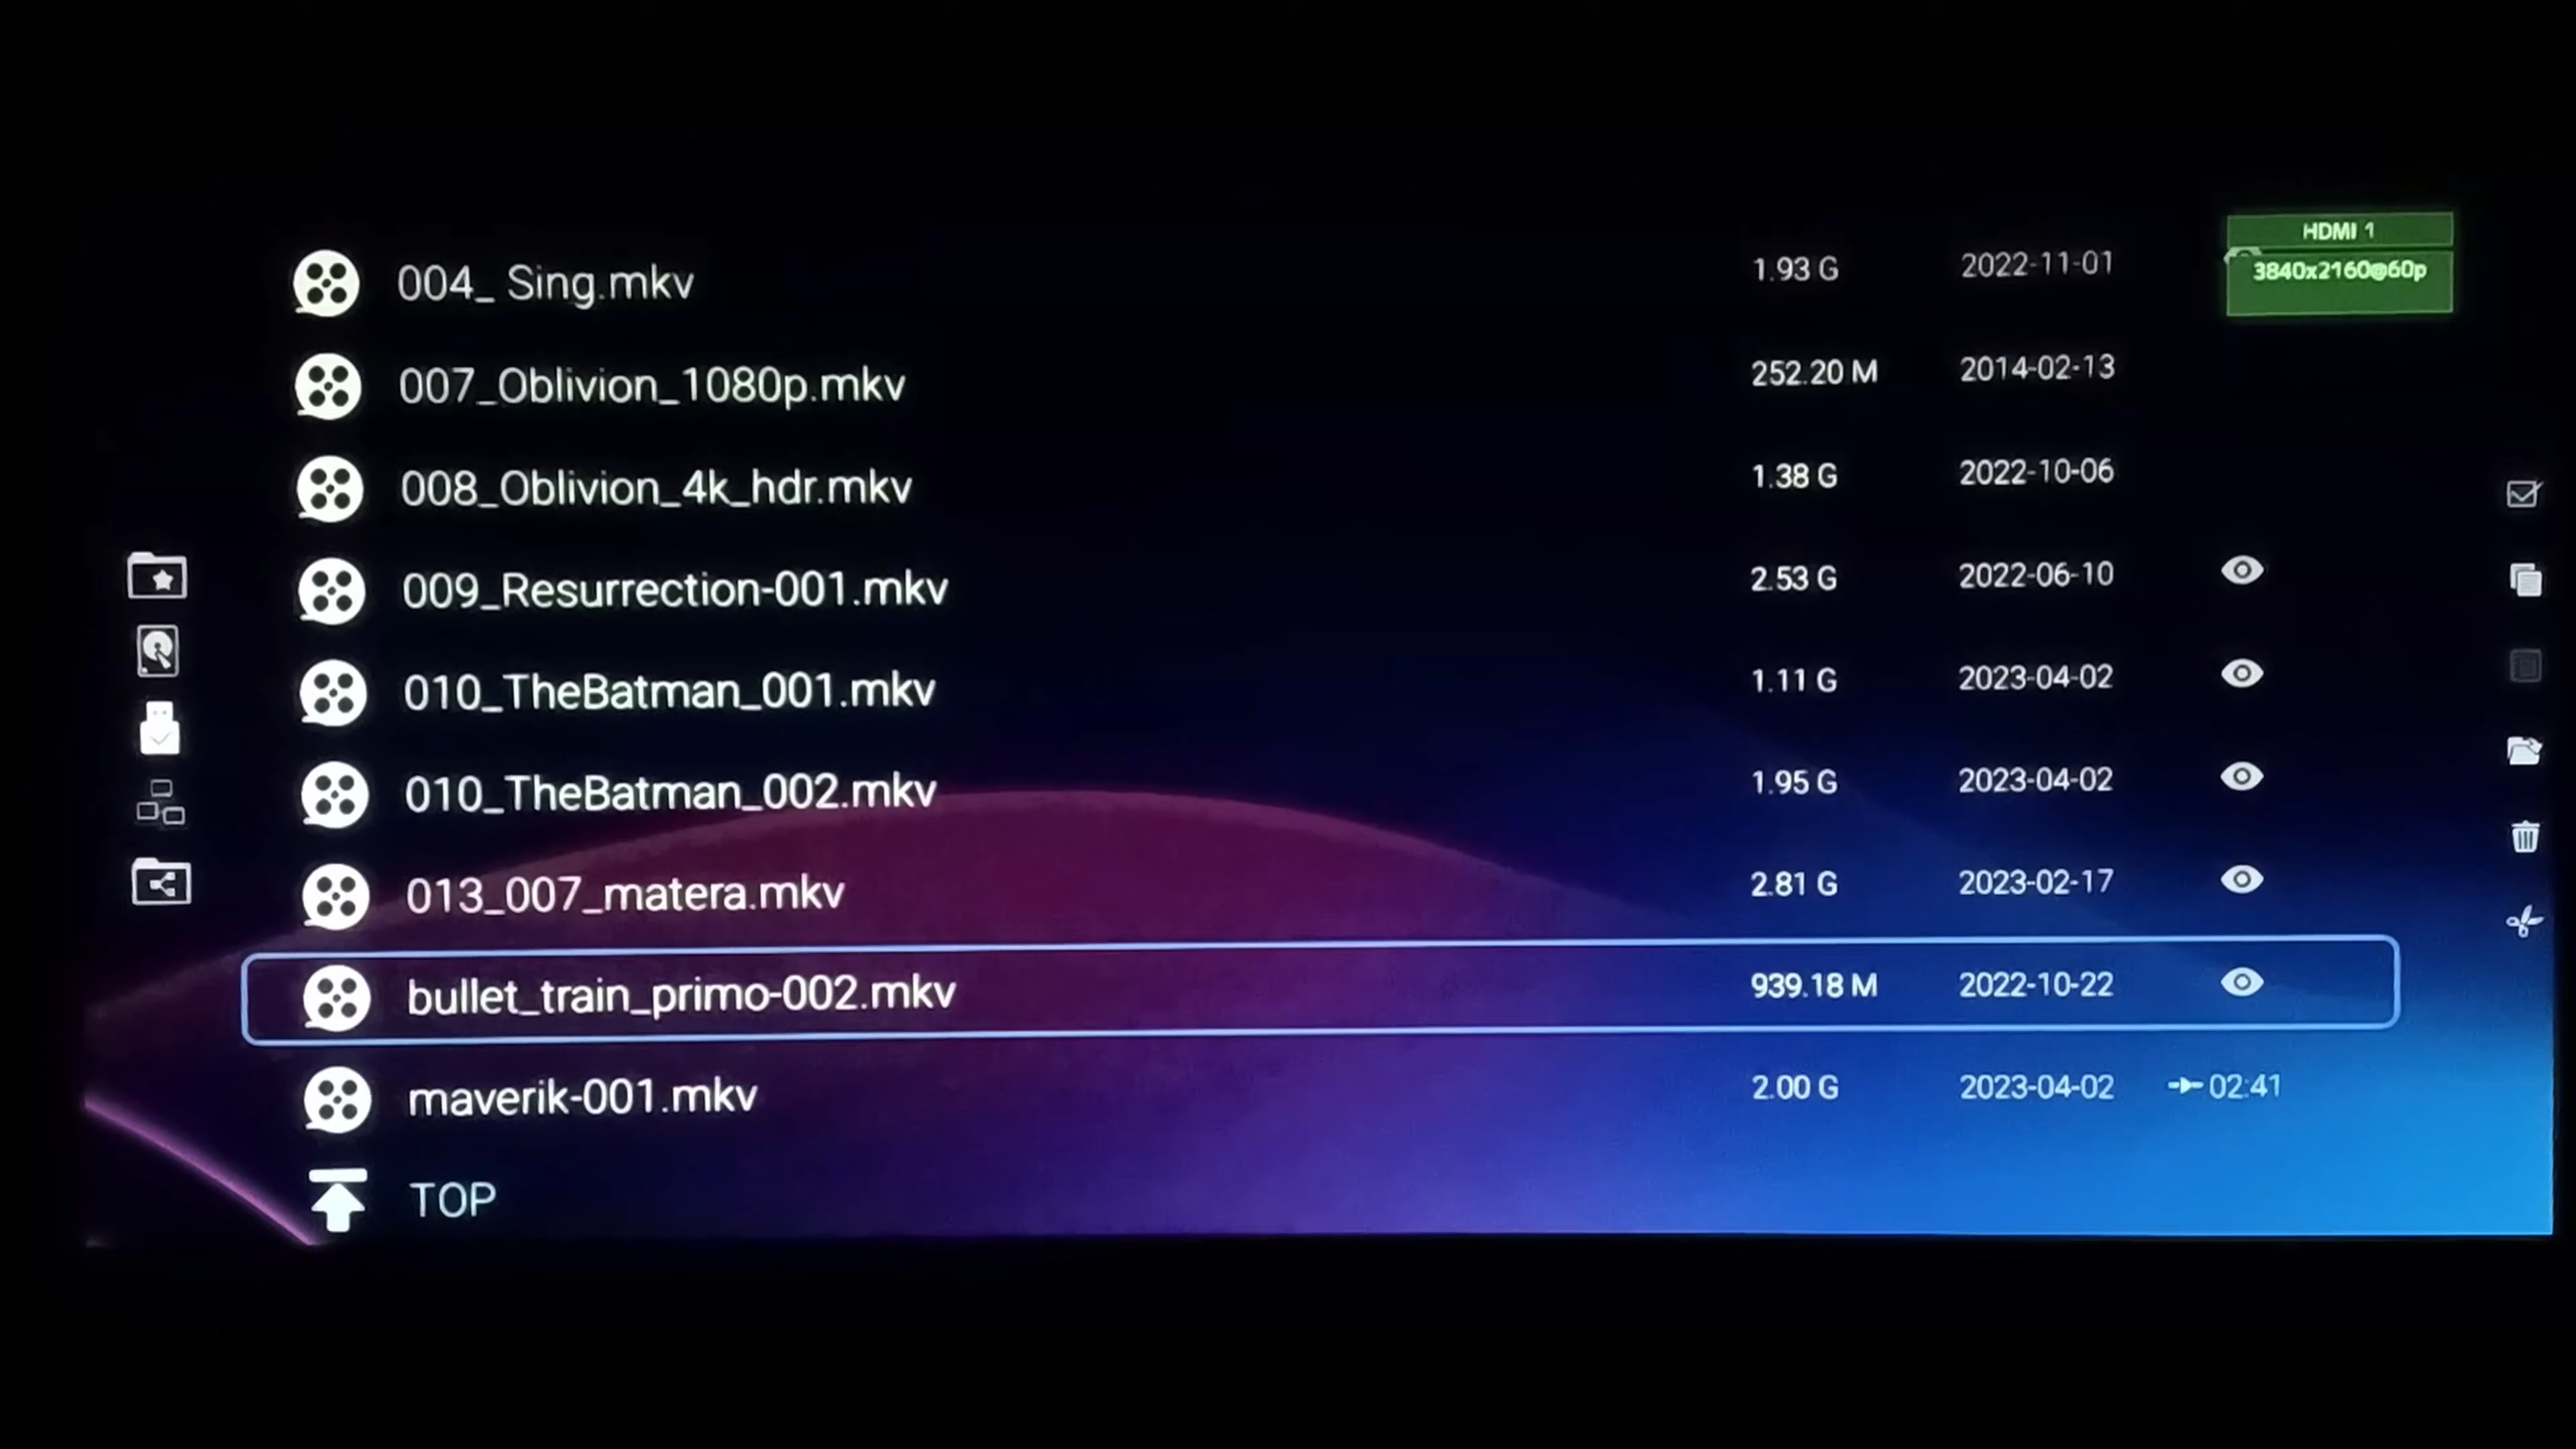 HDMI 1
004_ Sing.mkv 1.93 G 2022-11-01 3840x2160@60p
007_Oblivion_1080p.mkv 252.20 M 2014-02-13
008_Oblivion_4k_hdr.mkv 1.38 G 2022-10-06
009_Resurrection-001.mkv 2.53 G 2022-06-10
010_TheBatman_001.mkv 1.11 G 2023-04-02
010_TheBatman_002.mkv 1.95 G 2023-04-02
013_007_matera.mkv 2.81 G 2023-02-17
bullet_train_primo-002.mkv 939.18 M 2022-10-22
maverik-001.mkv 2.00 G 2023-04-02 02:41
TOP